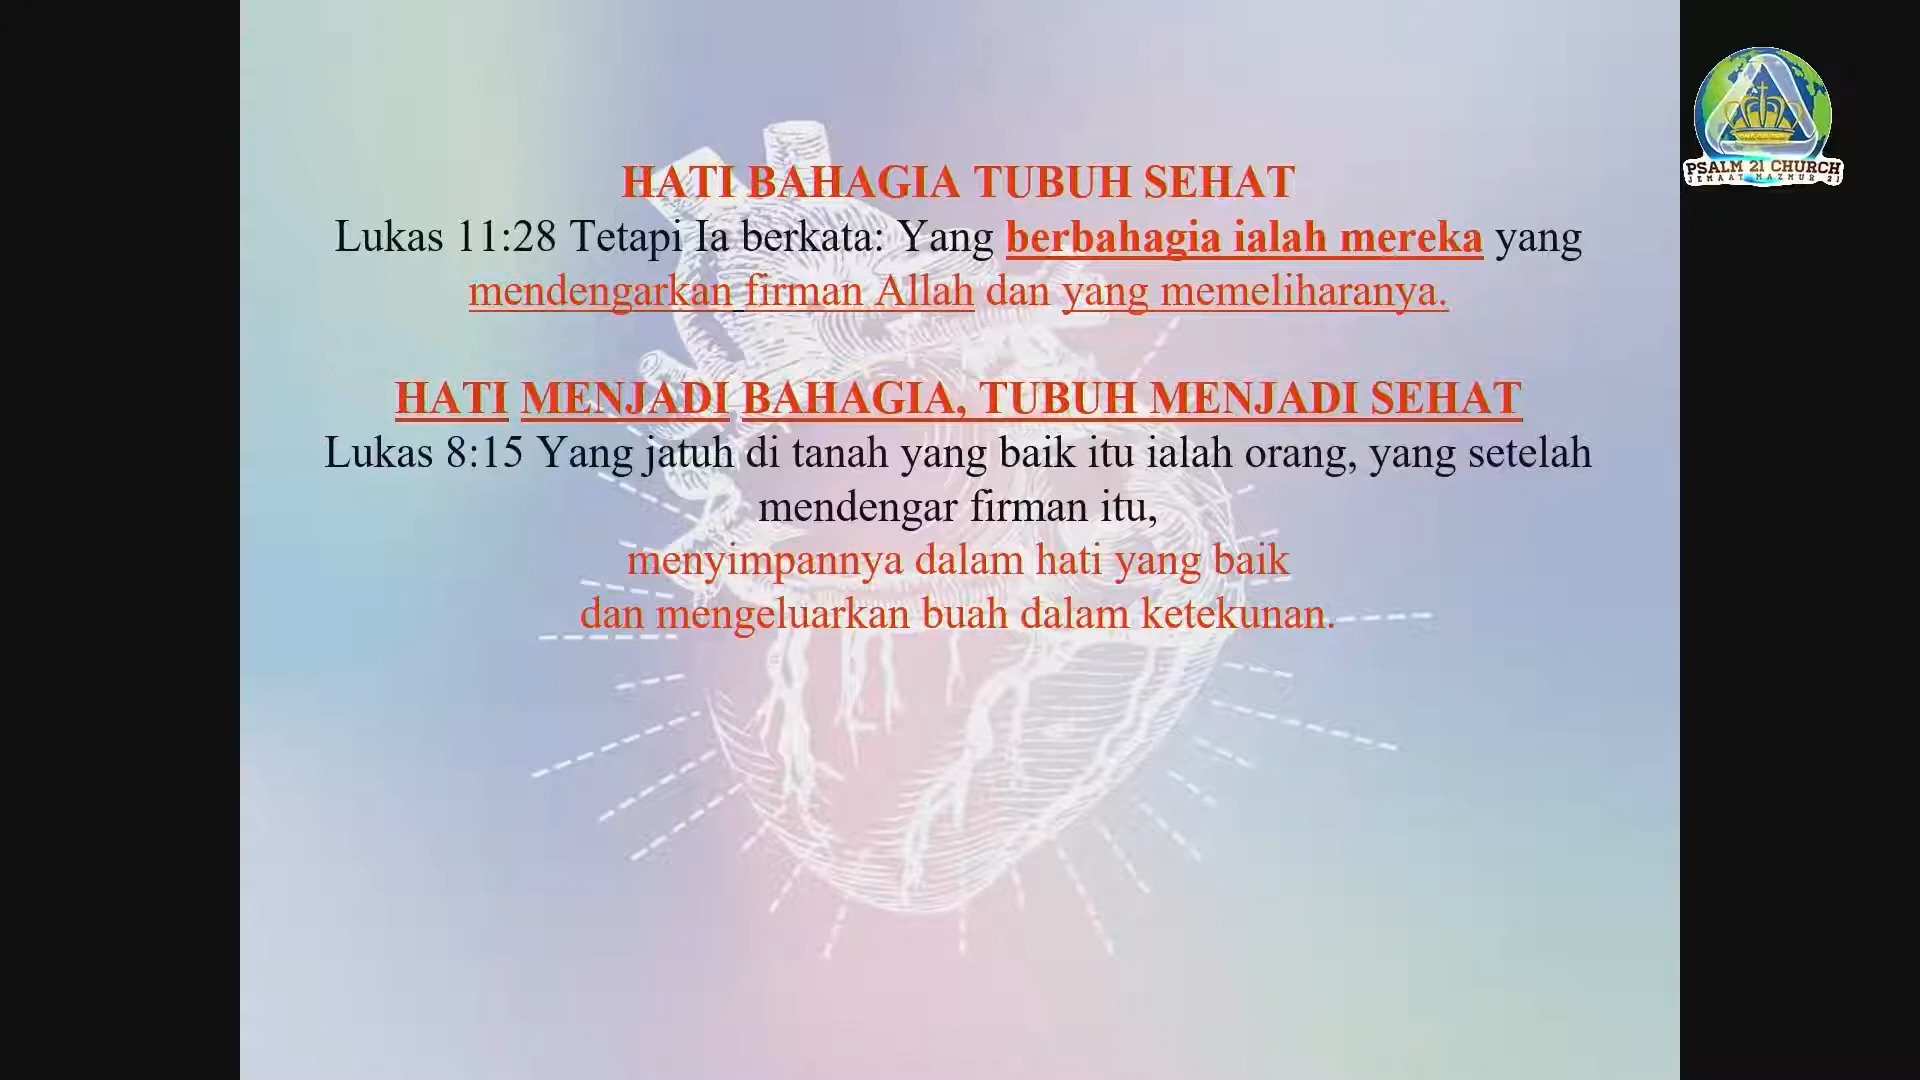 HATI BAHAGIA TUBUH SEHAT
Lukas 11:28 Tetapi Ia berkata: Yang berbahagia ialah mereka yang
mendengarkan firman Allah dan yang memeliharanya.
HATI MENJADI BAHAGIA, TUBUH MENJADI SEHAT
Lukas 8:15 Yang jatuh di tanah yang baik itu ialah orang, yang setelah
mendengar firman itu,
menyimpannya dalam hati yang baik
dan mengeluarkan buah dalam ketekunan.
PSALM 21 CHURCH
JEMAAT MAZMUR 21